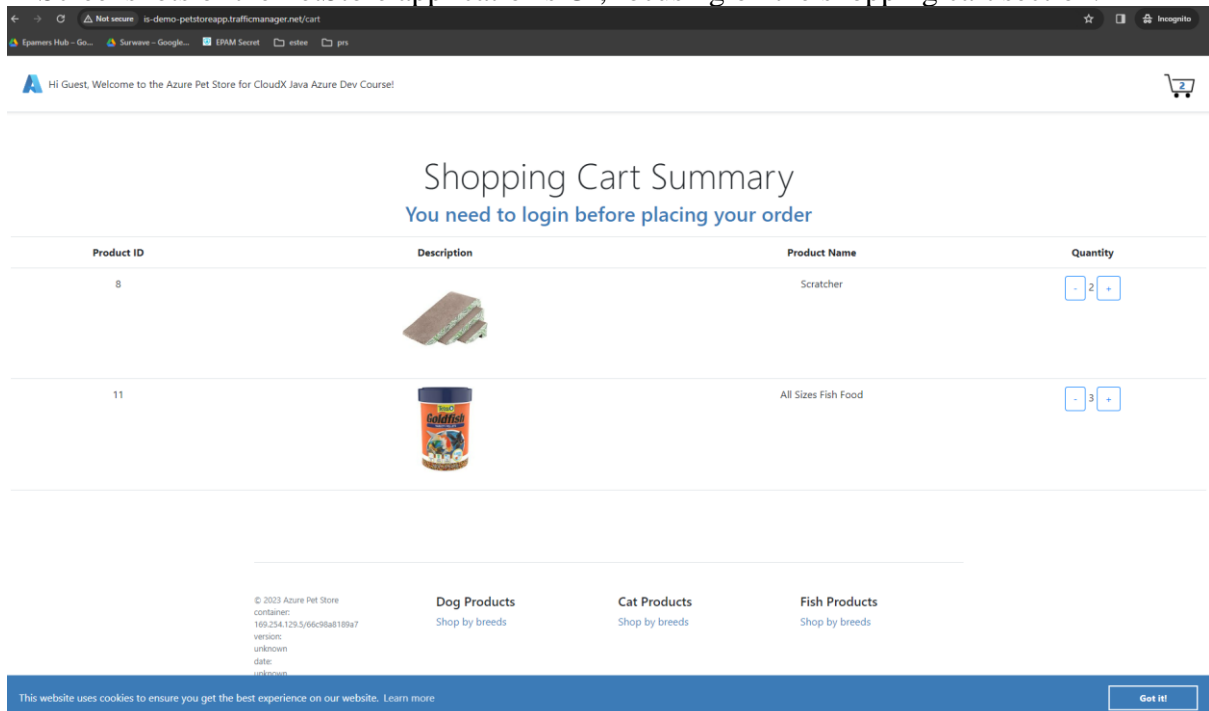 Not secure is-demo-petstoreapp.trafficmanager.net/cart Incognito
Epamers Hub – Go... Surwave – Google... EPAM Secret estee prs
Hi Guest, Welcome to the Azure Pet Store for CloudX Java Azure Dev Course!
2
Shopping Cart Summary
You need to login before placing your order
Product ID Description Product Name Quantity
8 Scratcher - 2 +
11 All Sizes Fish Food - 3 +
Tetra
Goldfish
© 2023 Azure Pet Store
container:
169.254.129.5/66c98a8189a7
version:
unknown
date:
unknown
Dog Products
Shop by breeds
Cat Products
Shop by breeds
Fish Products
Shop by breeds
This website uses cookies to ensure you get the best experience on our website. Learn more Got it!